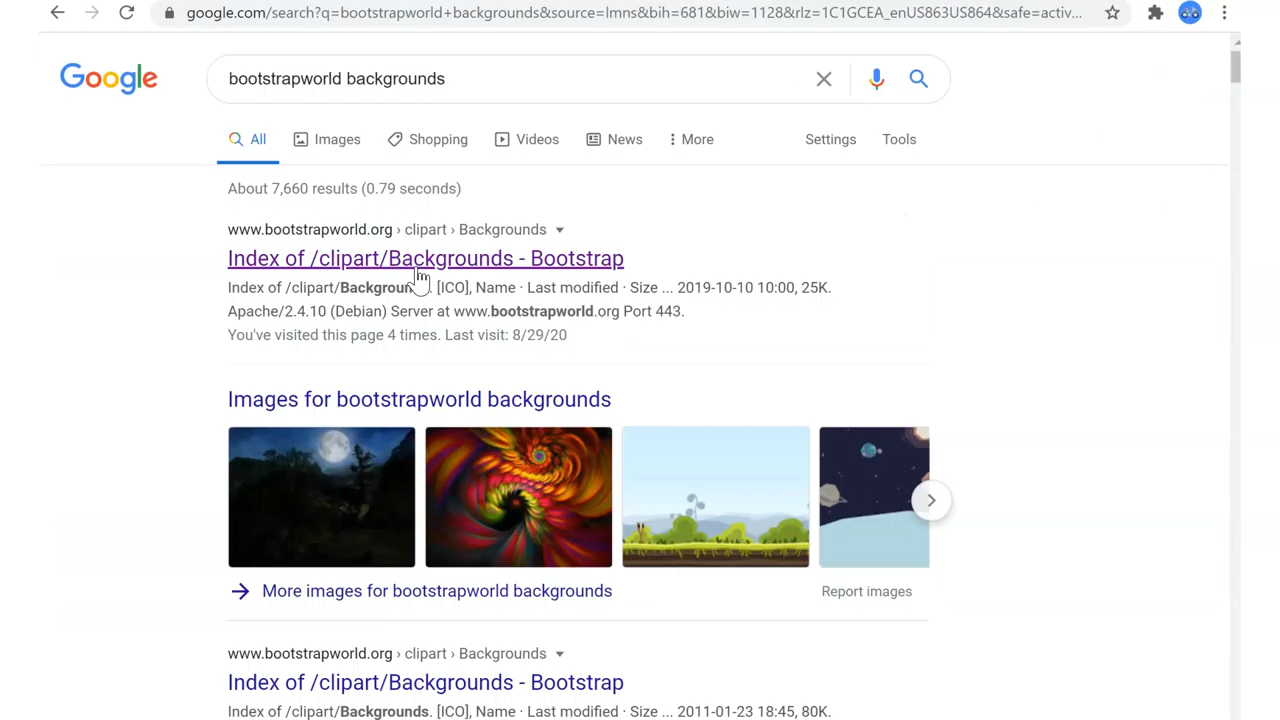 google.com/search?q=bootstrapworld+backgrounds&source=lmns&bih=681&biw=1128&rlz=1C1GCEA_enUS863US864&safe=activ...
Google
bootstrapworld backgrounds
All Images Shopping Videos News More Settings Tools
About 7,660 results (0.79 seconds)
www.bootstrapworld.org › clipart › Backgrounds
Index of /clipart/Backgrounds - Bootstrap
Index of /clipart/Backgroun [ICO], Name · Last modified · Size ... 2019-10-10 10:00, 25K.
Apache/2.4.10 (Debian) Server at www.bootstrapworld.org Port 443.
You've visited this page 4 times. Last visit: 8/29/20
Images for bootstrapworld backgrounds
More images for bootstrapworld backgrounds Report images
www.bootstrapworld.org › clipart › Backgrounds
Index of /clipart/Backgrounds - Bootstrap
Index of /clipart/Backgrounds. [ICO], Name · Last modified · Size ... 2011-01-23 18:45, 80K.